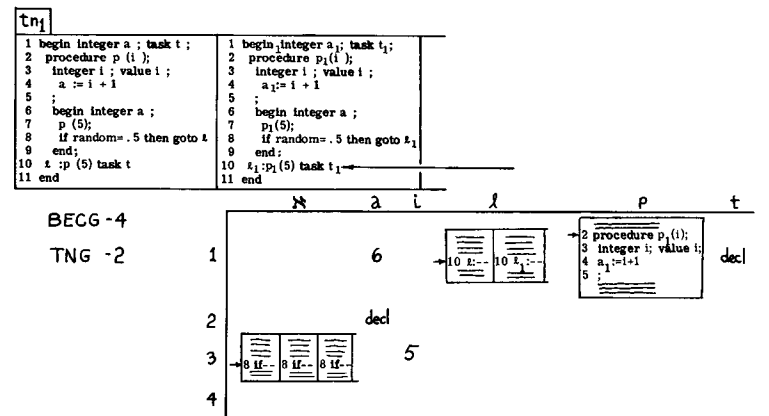 tn1
1 begin integer a ; task t ;
2 procedure p (i );
3 integer i ; value i ;
4 a := i + 1
5 ;
6 begin integer a ;
7 p (5);
8 if random= . 5 then goto ℓ
9 end;
10 ℓ :p (5) task t
11 end
1 begin1 integer a1; task t1;
2 procedure p1(i );
3 integer i ; value i ;
4 a1:= i + 1
5 ;
6 begin integer a ;
7 p1(5);
8 if random= . 5 then goto ℓ1
9 end ;
10 ℓ1:p1(5) task t1
11 end
BECG -4
TNG -2
ℵ a i ℓ p t
1 6 10 ℓ:-- 10 ℓ1:-- decl
2 procedure p1(i);
integer i; value i;
4 a1:=i+1
5 ;
2 decl
3 8 if-- 8 if-- 8 if-- 5
4